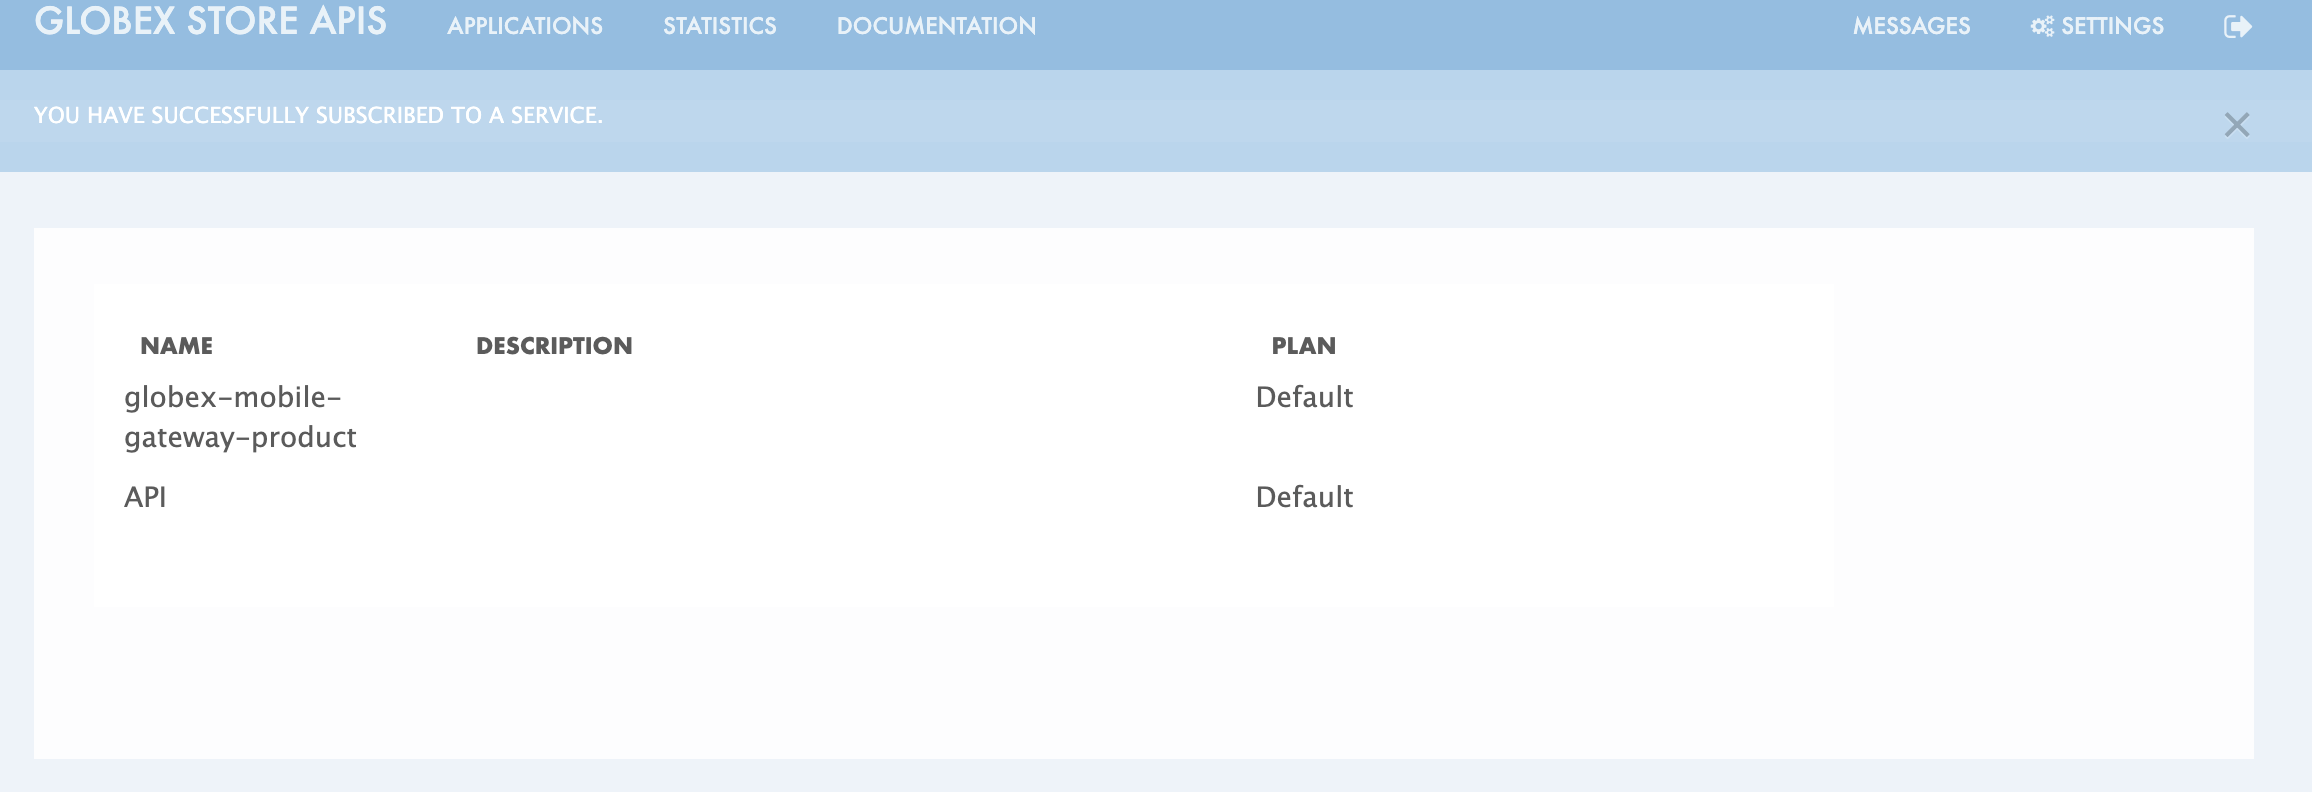 GLOBEX STORE APIS APPLICATIONS STATISTICS DOCUMENTATION MESSAGES SETTINGS
YOU HAVE SUCCESSFULLY SUBSCRIBED TO A SERVICE.
NAME DESCRIPTION PLAN
globex-mobile- Default
gateway-product
API Default